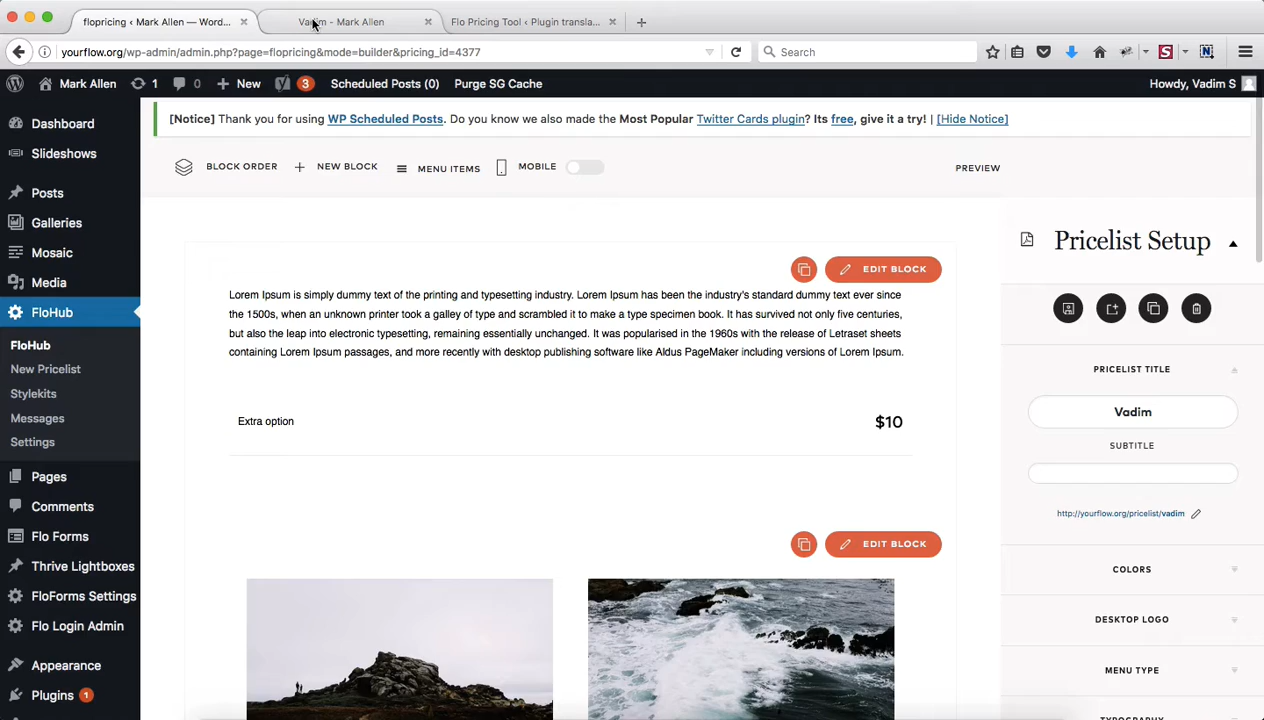 flopricing ‹ Mark Allen — Word...
Vadim - Mark Allen
Flo Pricing Tool ‹ Plugin transla...
yourflow.org/wp-admin/admin.php?page=flopricing&mode=builder&pricing_id=4377
Search
Mark Allen
1
0
New
3
Scheduled Posts (0)
Purge SG Cache
Howdy, Vadim S
[Notice] Thank you for using WP Scheduled Posts. Do you know we also made the Most Popular Twitter Cards plugin? Its free, give it a try! | [Hide Notice]
Dashboard
Slideshows
Posts
Galleries
Mosaic
Media
FloHub
FloHub
New Pricelist
Stylekits
Messages
Settings
Pages
Comments
Flo Forms
Thrive Lightboxes
FloForms Settings
Flo Login Admin
Appearance
Plugins 1
BLOCK ORDER
NEW BLOCK
MENU ITEMS
MOBILE
PREVIEW
EDIT BLOCK
Lorem Ipsum is simply dummy text of the printing and typesetting industry. Lorem Ipsum has been the industry's standard dummy text ever since
the 1500s, when an unknown printer took a galley of type and scrambled it to make a type specimen book. It has survived not only five centuries,
but also the leap into electronic typesetting, remaining essentially unchanged. It was popularised in the 1960s with the release of Letraset sheets
containing Lorem Ipsum passages, and more recently with desktop publishing software like Aldus PageMaker including versions of Lorem Ipsum.
Extra option
$10
EDIT BLOCK
Pricelist Setup
PRICELIST TITLE
Vadim
SUBTITLE
http://yourflow.org/pricelist/vadim
COLORS
DESKTOP LOGO
MENU TYPE
TYPOGRAPHY